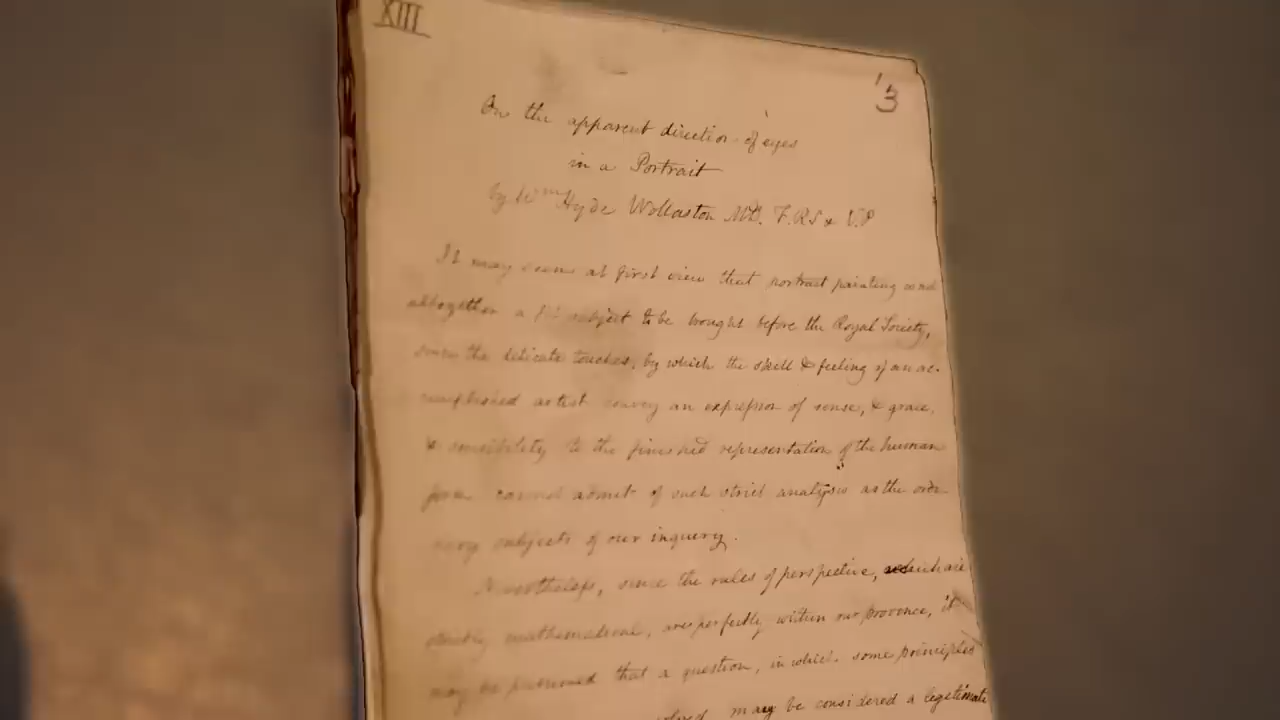 XIII
13
On the apparent direction of eyes
in a Portrait
by Wm Hyde Wollaston MD. F.R.S & V.P
It may seem at first view that portrait painting is not
altogether a fit subject to be bought before the Royal Society,
since the delicate touches, by which the skill & feeling of an ac-
complished artist convey an expression of sense, & grace,
& sensibility to the finished representation of the human
form cannot admit of such strict analysis as the ordi
nary subjects of our inquery.
Nevertheless, since the rules of perspective, which are
strictly mathematical, are perfectly within our province, it
may be presumed that a question, in which some principles
may be considered a legitimate